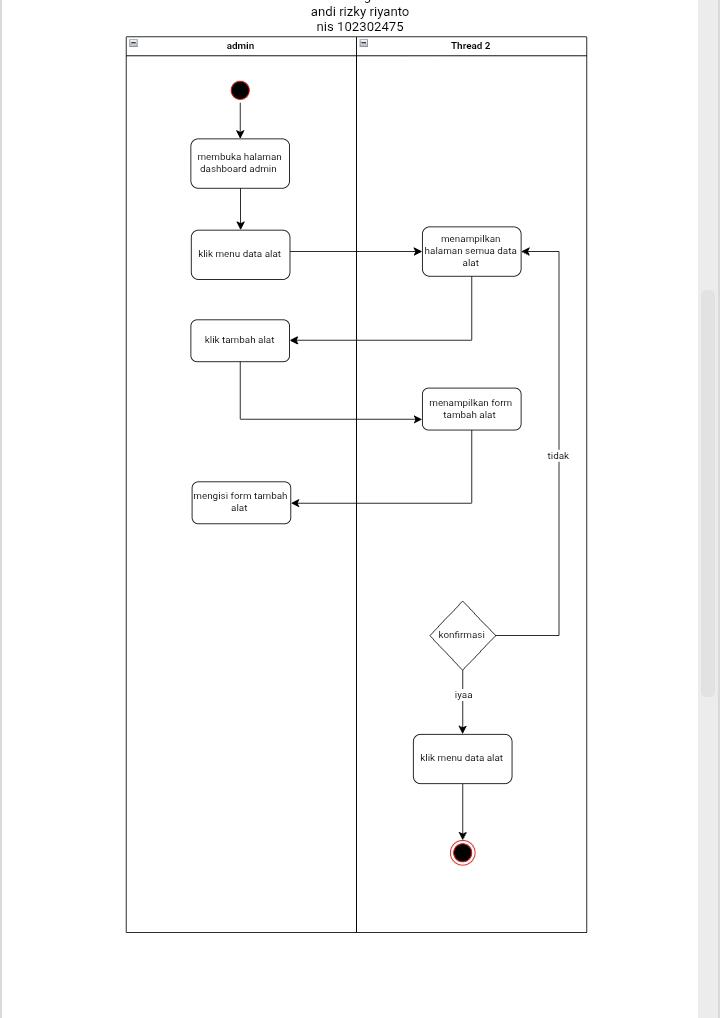 andi rizky riyanto
nis 102302475
admin
Thread 2
membuka halaman
dashboard admin
klik menu data alat
menampilkan
halaman semua data
alat
klik tambah alat
menampilkan form
tambah alat
tidak
mengisi form tambah
alat
konfirmasi
iyaa
klik menu data alat